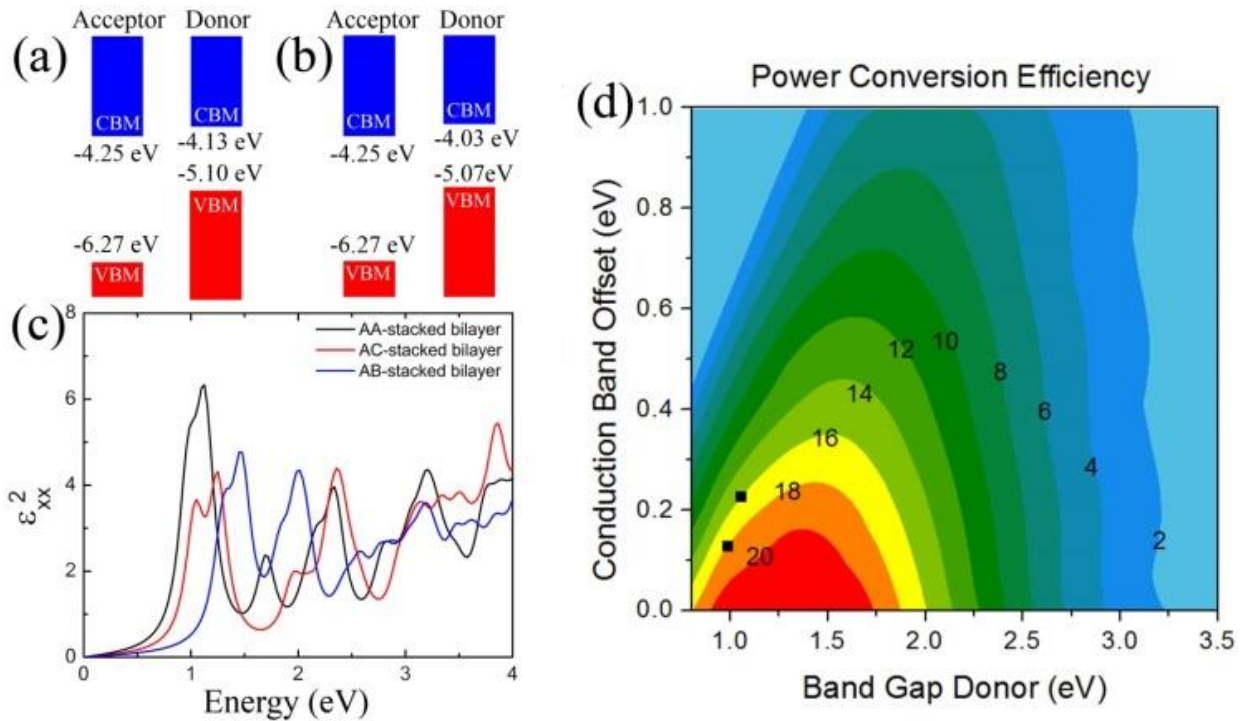 (a)
Acceptor Donor
CBM CBM
-4.25 eV -4.13 eV
-5.10 eV
VBM
-6.27 eV
VBM
(b)
Acceptor Donor
CBM CBM
-4.25 eV -4.03 eV
-5.07eV
VBM
-6.27 eV
VBM
(c)
AA-stacked bilayer
AC-stacked bilayer
AB-stacked bilayer
8
6
4
2
0
ε²xx
0 1 2 3 4
Energy (eV)
(d)
Power Conversion Efficiency
1.0
0.8
0.6
0.4
0.2
0.0
Conduction Band Offset (eV)
12 10
8
14
6
16
4
18
2
20
1.0 1.5 2.0 2.5 3.0 3.5
Band Gap Donor (eV)